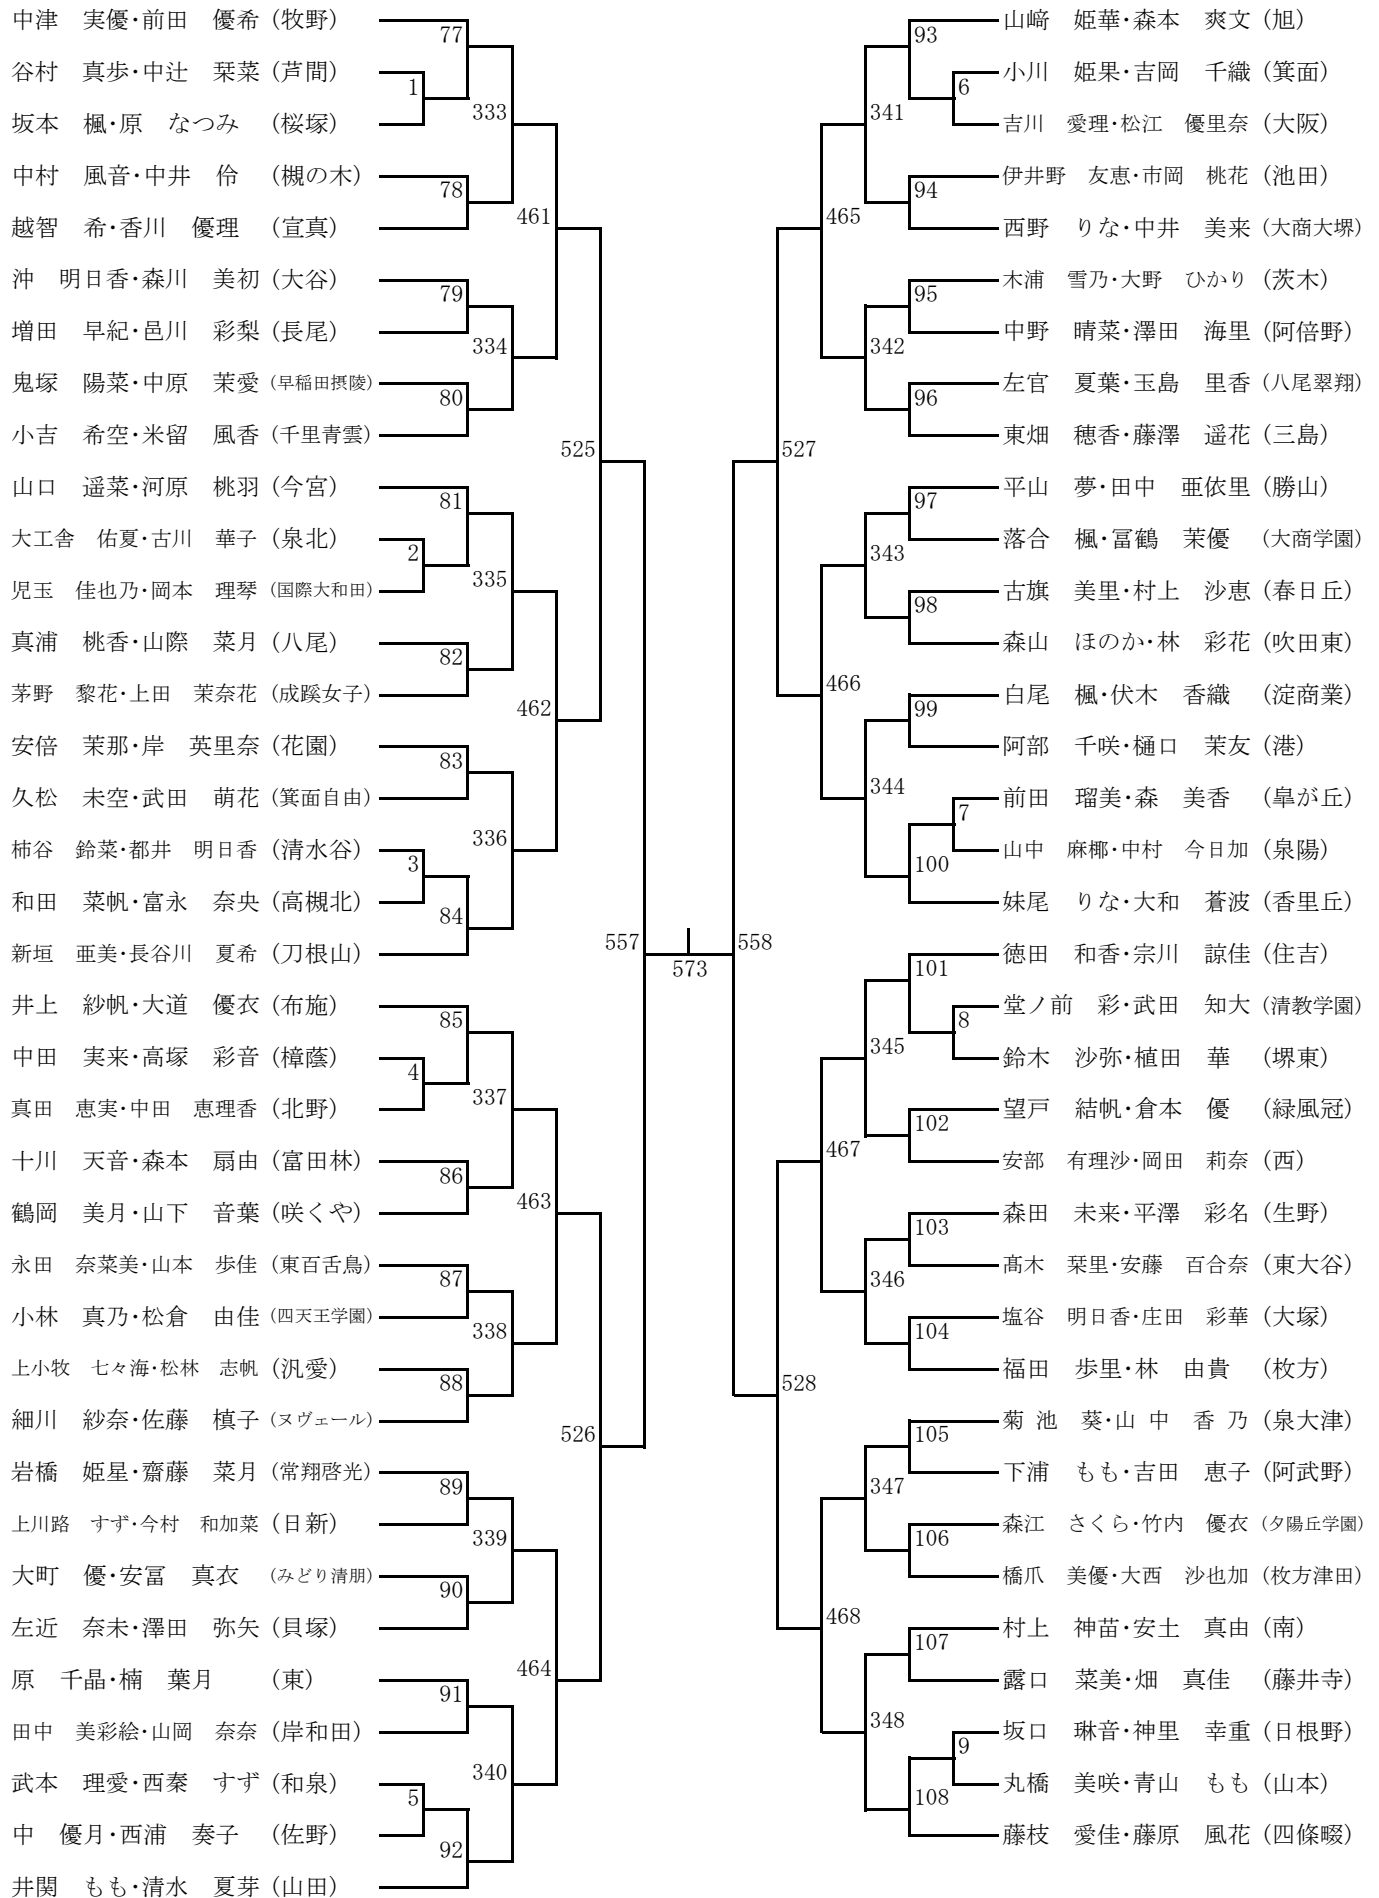 中津　実優・前田　優希（牧野）
77
谷村　真歩・中辻　栞菜（芦間）
1
333
坂本　楓・原　なつみ　（桜塚）
中村　風音・中井　伶　（槻の木）
78
461
越智　希・香川　優理　（宣真）
沖　明日香・森川　美初（大谷）
79
増田　早紀・邑川　彩梨（長尾）
334
鬼塚　陽菜・中原　茉愛（早稲田摂陵）
80
小吉　希空・米留　風香（千里青雲）
525
山口　遥菜・河原　桃羽（今宮）
81
大工舎　佑夏・古川　華子（泉北）
2
335
児玉　佳也乃・岡本　理琴（国際大和田）
真浦　桃香・山際　菜月（八尾）
82
茅野　黎花・上田　茉奈花（成蹊女子）
462
安倍　茉那・岸　英里奈（花園）
83
久松　未空・武田　萌花（箕面自由）
336
柿谷　鈴菜・都井　明日香（清水谷）
3
和田　菜帆・富永　奈央（高槻北）
84
新垣　亜美・長谷川　夏希（刀根山）
557
573
井上　紗帆・大道　優衣（布施）
85
中田　実来・高塚　彩音（樟蔭）
4
337
真田　恵実・中田　恵理香（北野）
十川　天音・森本　扇由（富田林）
86
463
鶴岡　美月・山下　音葉（咲くや）
永田　奈菜美・山本　歩佳（東百舌鳥）
87
小林　真乃・松倉　由佳（四天王学園）
338
上小牧　七々海・松林　志帆（汎愛）
88
細川　紗奈・佐藤　槙子（ヌヴェール）
526
岩橋　姫星・齋藤　菜月（常翔啓光）
89
上川路　すず・今村　和加菜（日新）
339
大町　優・安冨　真衣　（みどり清朋）
90
左近　奈未・澤田　弥矢（貝塚）
464
原　千晶・楠　葉月　　（東）
91
田中　美彩絵・山岡　奈奈（岸和田）
340
武本　理愛・西秦　すず（和泉）
5
中　優月・西浦　奏子　（佐野）
92
井関　もも・清水　夏芽（山田）
山﨑　姫華・森本　爽文（旭）
93
小川　姫果・吉岡　千織（箕面）
6
341
吉川　愛理・松江　優里奈（大阪）
伊井野　友恵・市岡　桃花（池田）
94
465
西野　りな・中井　美来（大商大堺）
木浦　雪乃・大野　ひかり（茨木）
95
中野　晴菜・澤田　海里（阿倍野）
342
左官　夏葉・玉島　里香（八尾翠翔）
96
東畑　穂香・藤澤　遥花（三島）
527
平山　夢・田中　亜依里（勝山）
97
落合　楓・冨鶴　茉優　（大商学園）
343
古旗　美里・村上　沙恵（春日丘）
98
森山　ほのか・林　彩花（吹田東）
466
白尾　楓・伏木　香織　（淀商業）
99
阿部　千咲・樋口　茉友（港）
344
前田　瑠美・森　美香　（皐が丘）
7
山中　麻椰・中村　今日加（泉陽）
100
妹尾　りな・大和　蒼波（香里丘）
558
徳田　和香・宗川　諒佳（住吉）
101
堂ノ前　彩・武田　知大（清教学園）
8
345
鈴木　沙弥・植田　華　（堺東）
望戸　結帆・倉本　優　（緑風冠）
102
467
安部　有理沙・岡田　莉奈（西）
森田　未来・平澤　彩名（生野）
103
髙木　栞里・安藤　百合奈（東大谷）
346
塩谷　明日香・庄田　彩華（大塚）
104
福田　歩里・林　由貴　（枚方）
528
菊 池　葵・山 中　香 乃（泉大津）
105
下浦　もも・吉田　恵子（阿武野）
347
森江　さくら・竹内　優衣（夕陽丘学園）
106
橋爪　美優・大西　沙也加（枚方津田）
468
村上　神苗・安土　真由（南）
107
露口　菜美・畑　真佳　（藤井寺）
348
坂口　琳音・神里　幸重（日根野）
9
丸橋　美咲・青山　もも（山本）
108
藤枝　愛佳・藤原　風花（四條畷）